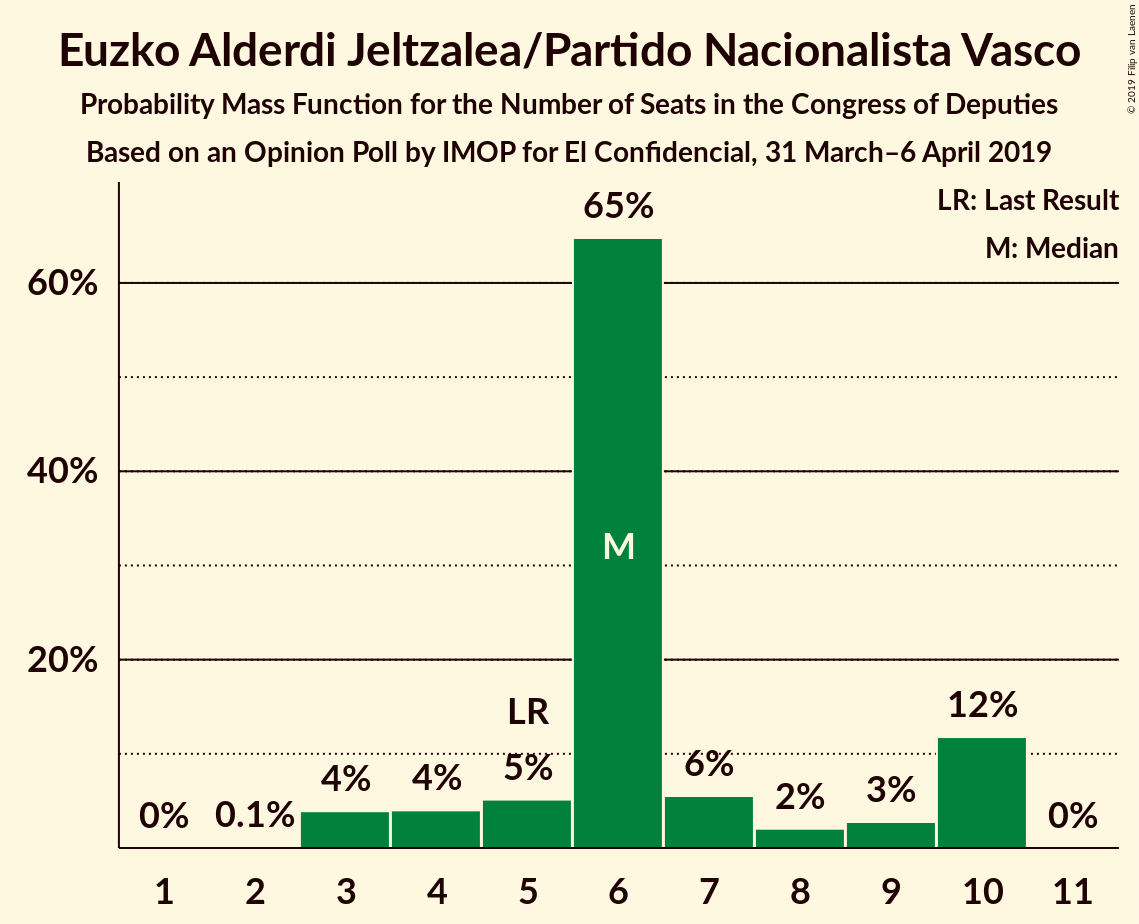 Euzko Alderdi Jeltzalea/Partido Nacionalista Vasco
Probability Mass Function for the Number of Seats in the Congress of Deputies
Based on an Opinion Poll by IMOP for El Confidencial, 31 March–6 April 2019
© 2019 Filip van Laenen
LR: Last Result
M: Median
65%
60%
40%
M
20%
LR
12%
0%
0.1%
4%
4%
5%
6%
2%
3%
0%
1 2 3 4 5 6 7 8 9 10 11